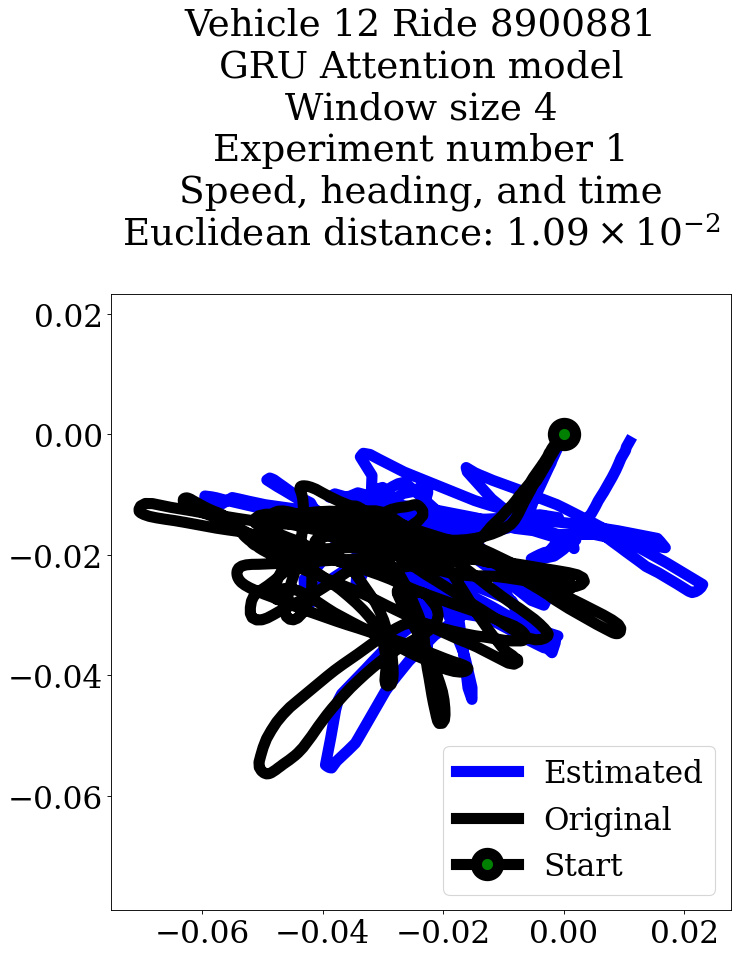 Vehicle 12 Ride 8900881
GRU Attention model
Window size 4
Experiment number 1
Speed, heading, and time
Euclidean distance: 1.09 × 10⁻²
0.02
0.00
−0.02
−0.04
−0.06
Estimated
Original
Start
−0.06 −0.04 −0.02 0.00 0.02